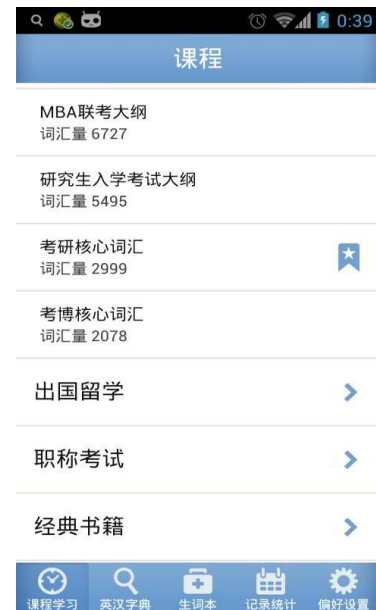 0:39
课程
MBA联考大纲
词汇量 6727
研究生入学考试大纲
词汇量 5495
考研核心词汇
词汇量 2999
考博核心词汇
词汇量 2078
出国留学
职称考试
经典书籍
课程学习 英汉字典 生词本 记录统计 偏好设置